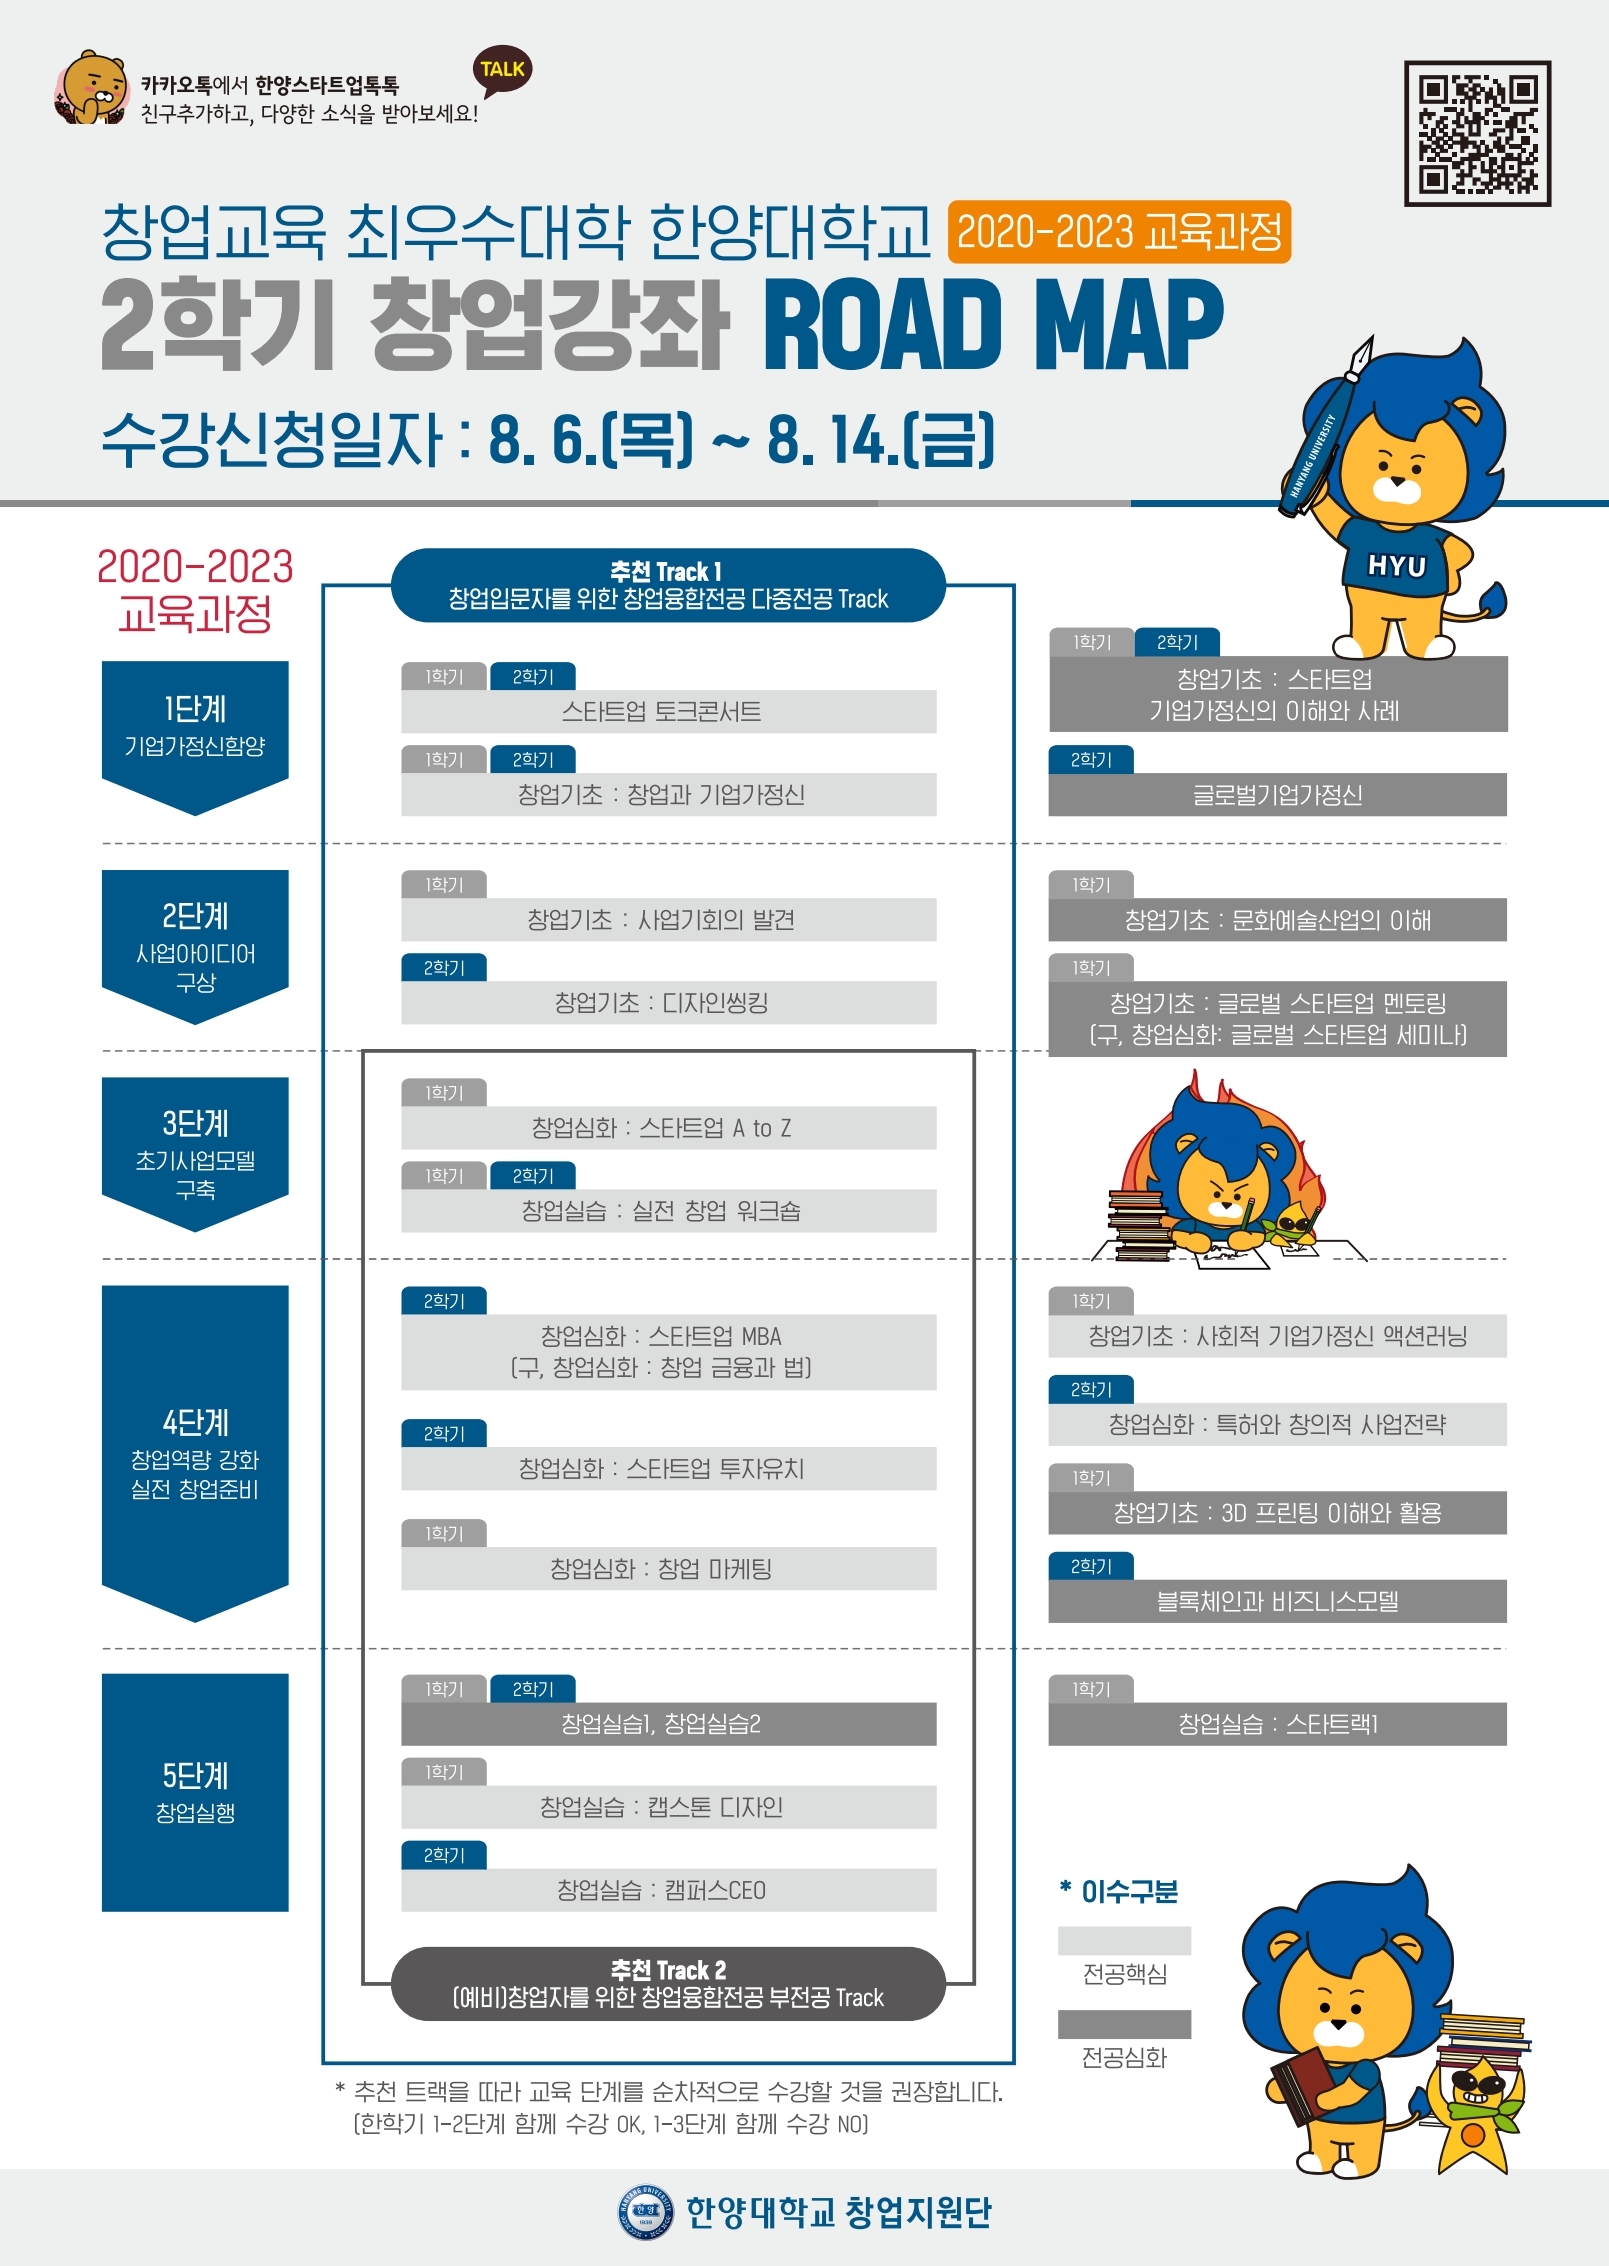 카카오톡에서 한양스타트업톡톡
친구추가하고, 다양한 소식을 받아보세요!
TALK
창업교육 최우수대학 한양대학교 2020-2023 교육과정
2학기 창업강좌 ROAD MAP
수강신청일자 : 8. 6.(목) ~ 8. 14.(금)
HANYANG UNIVERSITY
HYU
2020-2023
교육과정
추천 Track 1
창업입문자를 위한 창업융합전공 다중전공 Track
1단계
기업가정신함양
1학기 2학기
스타트업 토크콘서트
1학기 2학기
창업기초 : 창업과 기업가정신
1학기 2학기
창업기초 : 스타트업
기업가정신의 이해와 사례
2학기
글로벌기업가정신
2단계
사업아이디어
구상
1학기
창업기초 : 사업기회의 발견
2학기
창업기초 : 디자인씽킹
1학기
창업기초 : 문화예술산업의 이해
1학기
창업기초 : 글로벌 스타트업 멘토링
(구, 창업심화: 글로벌 스타트업 세미나)
3단계
초기사업모델
구축
1학기
창업심화 : 스타트업 A to Z
1학기 2학기
창업실습 : 실전 창업 워크숍
4단계
창업역량 강화
실전 창업준비
2학기
창업심화 : 스타트업 MBA
(구, 창업심화 : 창업 금융과 법)
2학기
창업심화 : 스타트업 투자유치
1학기
창업심화 : 창업 마케팅
1학기
창업기초 : 사회적 기업가정신 액션러닝
2학기
창업심화 : 특허와 창의적 사업전략
1학기
창업기초 : 3D 프린팅 이해와 활용
2학기
블록체인과 비즈니스모델
5단계
창업실행
1학기 2학기
창업실습1, 창업실습2
1학기
창업실습 : 캡스톤 디자인
2학기
창업실습 : 캠퍼스CEO
1학기
창업실습 : 스타트랙1
추천 Track 2
(예비)창업자를 위한 창업융합전공 부전공 Track
* 이수구분
전공핵심
전공심화
* 추천 트랙을 따라 교육 단계를 순차적으로 수강할 것을 권장합니다.
(한학기 1-2단계 함께 수강 OK, 1-3단계 함께 수강 NO)
HANYANG UNIVERSITY
한양
1939
한양대학교 창업지원단